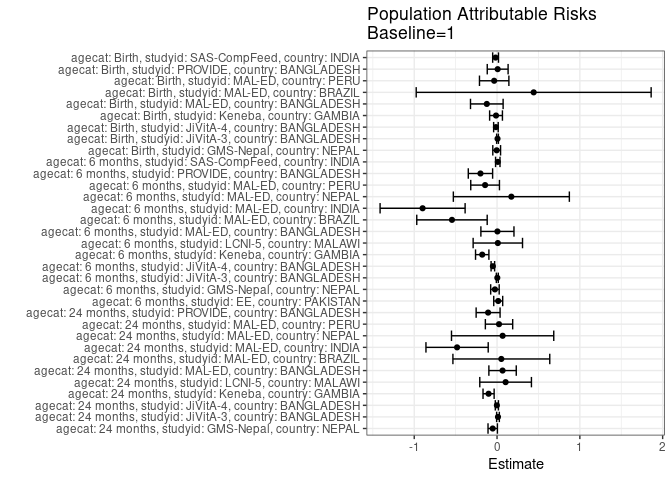 Population Attributable Risks
Baseline=1
agecat: Birth, studyid: SAS-CompFeed, country: INDIA
agecat: Birth, studyid: PROVIDE, country: BANGLADESH
agecat: Birth, studyid: MAL-ED, country: PERU
agecat: Birth, studyid: MAL-ED, country: BRAZIL
agecat: Birth, studyid: MAL-ED, country: BANGLADESH
agecat: Birth, studyid: Keneba, country: GAMBIA
agecat: Birth, studyid: JiVitA-4, country: BANGLADESH
agecat: Birth, studyid: JiVitA-3, country: BANGLADESH
agecat: Birth, studyid: GMS-Nepal, country: NEPAL
agecat: 6 months, studyid: SAS-CompFeed, country: INDIA
agecat: 6 months, studyid: PROVIDE, country: BANGLADESH
agecat: 6 months, studyid: MAL-ED, country: PERU
agecat: 6 months, studyid: MAL-ED, country: NEPAL
agecat: 6 months, studyid: MAL-ED, country: INDIA
agecat: 6 months, studyid: MAL-ED, country: BRAZIL
agecat: 6 months, studyid: MAL-ED, country: BANGLADESH
agecat: 6 months, studyid: LCNI-5, country: MALAWI
agecat: 6 months, studyid: Keneba, country: GAMBIA
agecat: 6 months, studyid: JiVitA-4, country: BANGLADESH
agecat: 6 months, studyid: JiVitA-3, country: BANGLADESH
agecat: 6 months, studyid: GMS-Nepal, country: NEPAL
agecat: 6 months, studyid: EE, country: PAKISTAN
agecat: 24 months, studyid: PROVIDE, country: BANGLADESH
agecat: 24 months, studyid: MAL-ED, country: PERU
agecat: 24 months, studyid: MAL-ED, country: NEPAL
agecat: 24 months, studyid: MAL-ED, country: INDIA
agecat: 24 months, studyid: MAL-ED, country: BRAZIL
agecat: 24 months, studyid: MAL-ED, country: BANGLADESH
agecat: 24 months, studyid: LCNI-5, country: MALAWI
agecat: 24 months, studyid: Keneba, country: GAMBIA
agecat: 24 months, studyid: JiVitA-4, country: BANGLADESH
agecat: 24 months, studyid: JiVitA-3, country: BANGLADESH
agecat: 24 months, studyid: GMS-Nepal, country: NEPAL
-1 0 1 2
Estimate